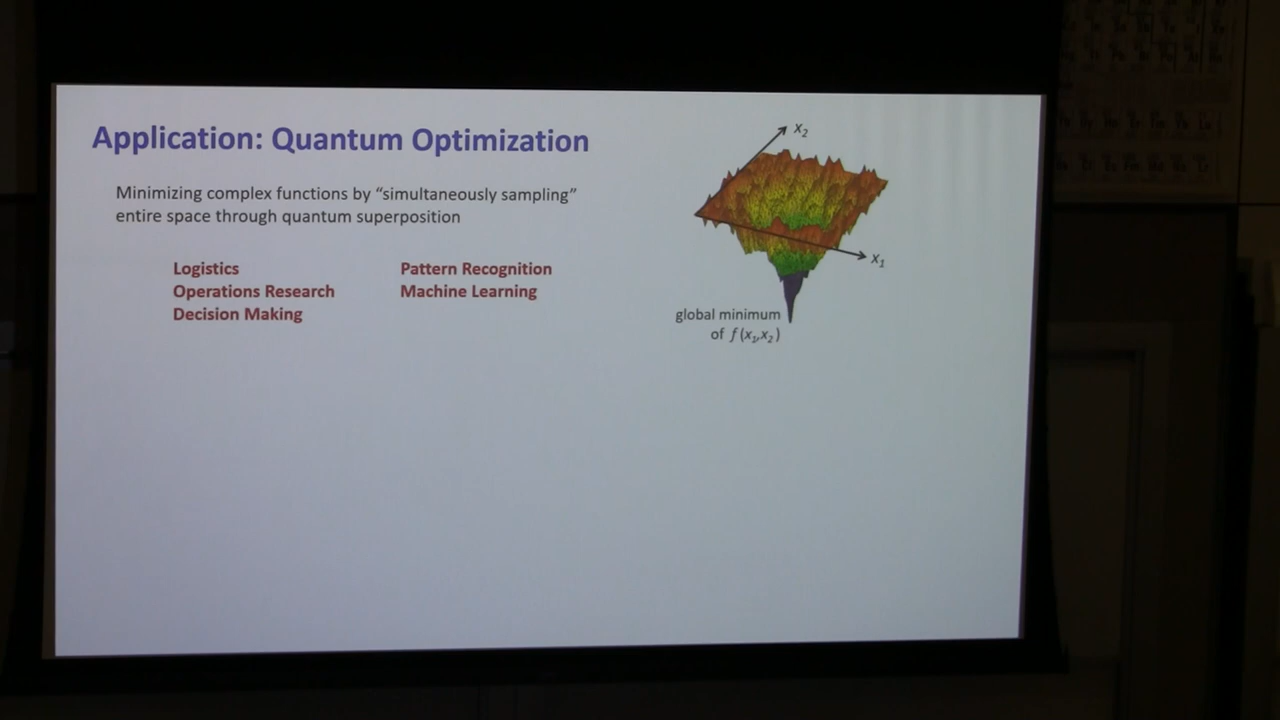 Application: Quantum Optimization
Minimizing complex functions by “simultaneously sampling”
entire space through quantum superposition
Logistics
Operations Research
Decision Making
Pattern Recognition
Machine Learning
x₂
x₁
global minimum
of f(x₁,x₂)